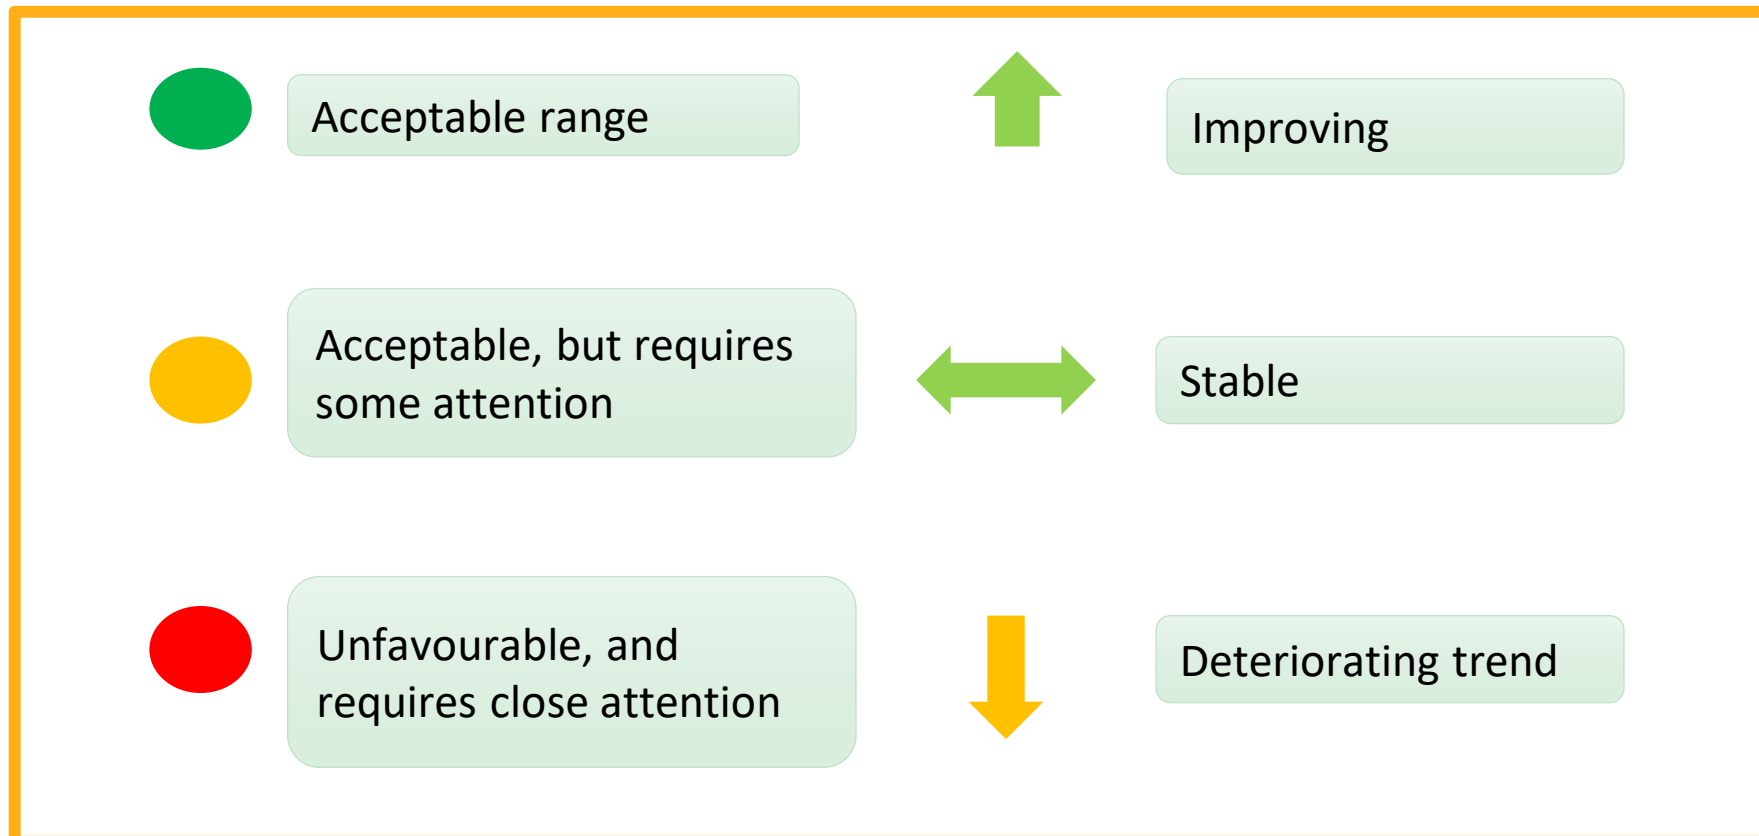 Acceptable range
Improving
Acceptable, but requires
some attention
Stable
Unfavourable, and
requires close attention
Deteriorating trend